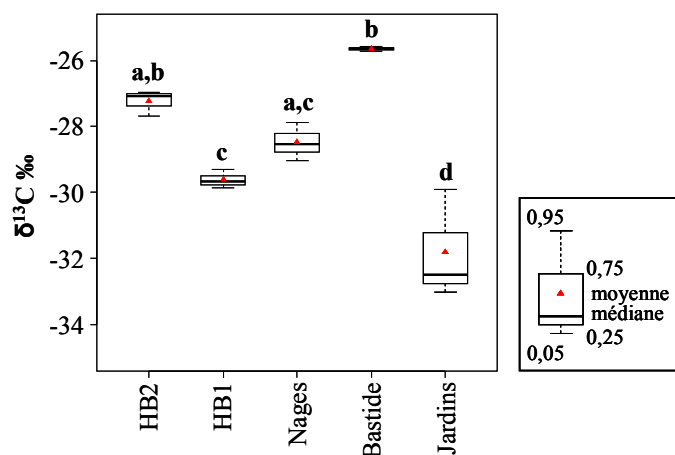 δ13C ‰
-26
-28
-30
-32
-34
a,b
c
a,c
b
d
HB2
HB1
Nages
Bastide
Jardins
0,95
0,75
moyenne
médiane
0,25
0,05